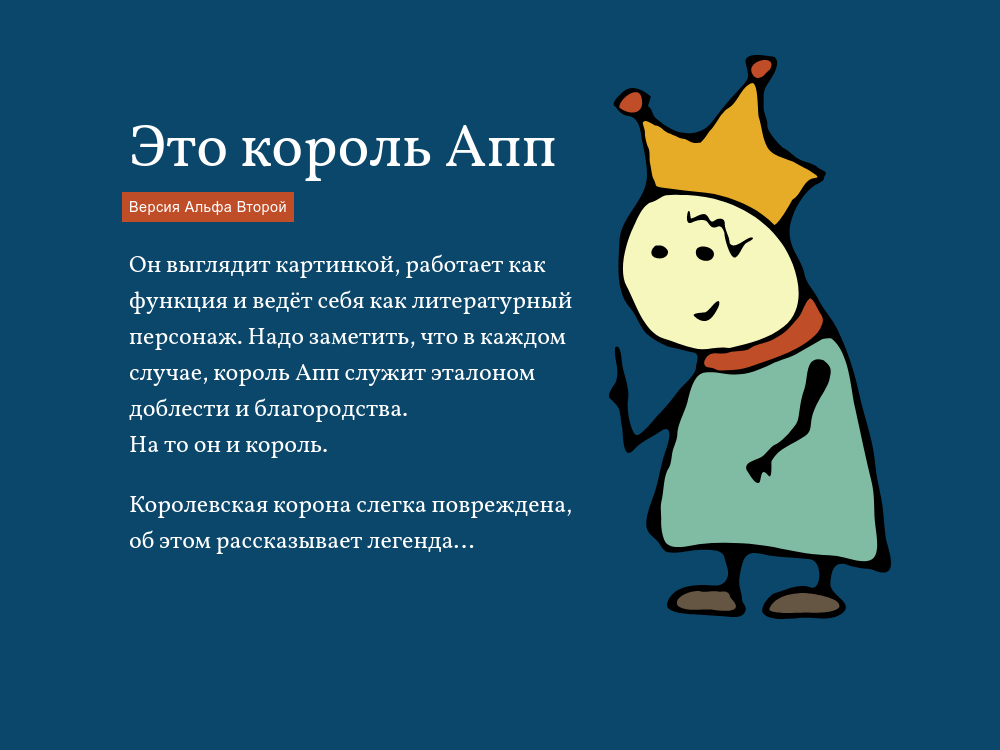 Это король Апп
Версия Альфа Второй
Он выглядит картинкой, работает как
функция и ведёт себя как литературный
персонаж. Надо заметить, что в каждом
случае, король Апп служит эталоном
доблести и благородства.
На то он и король.
Королевская корона слегка повреждена,
об этом рассказывает легенда…